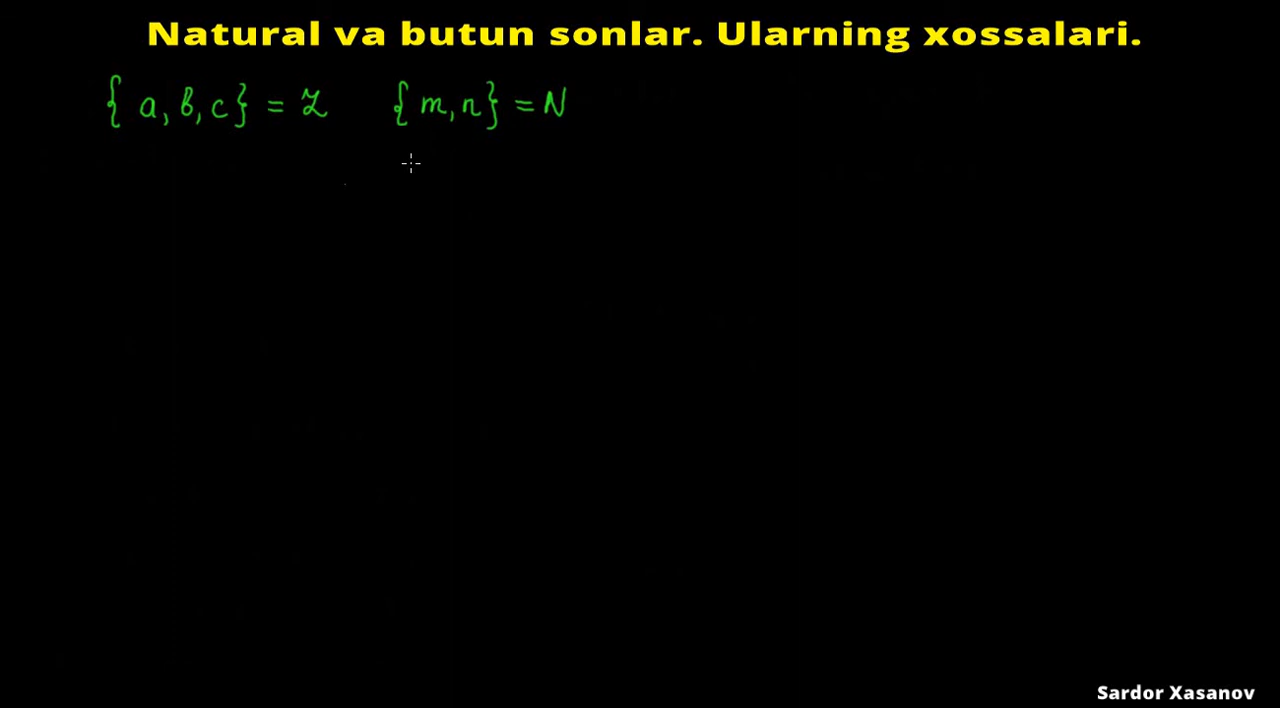 Natural va butun sonlar. Ularning xossalari.
{ a, b, c } = Z {m, n} = N
Sardor Xasanov